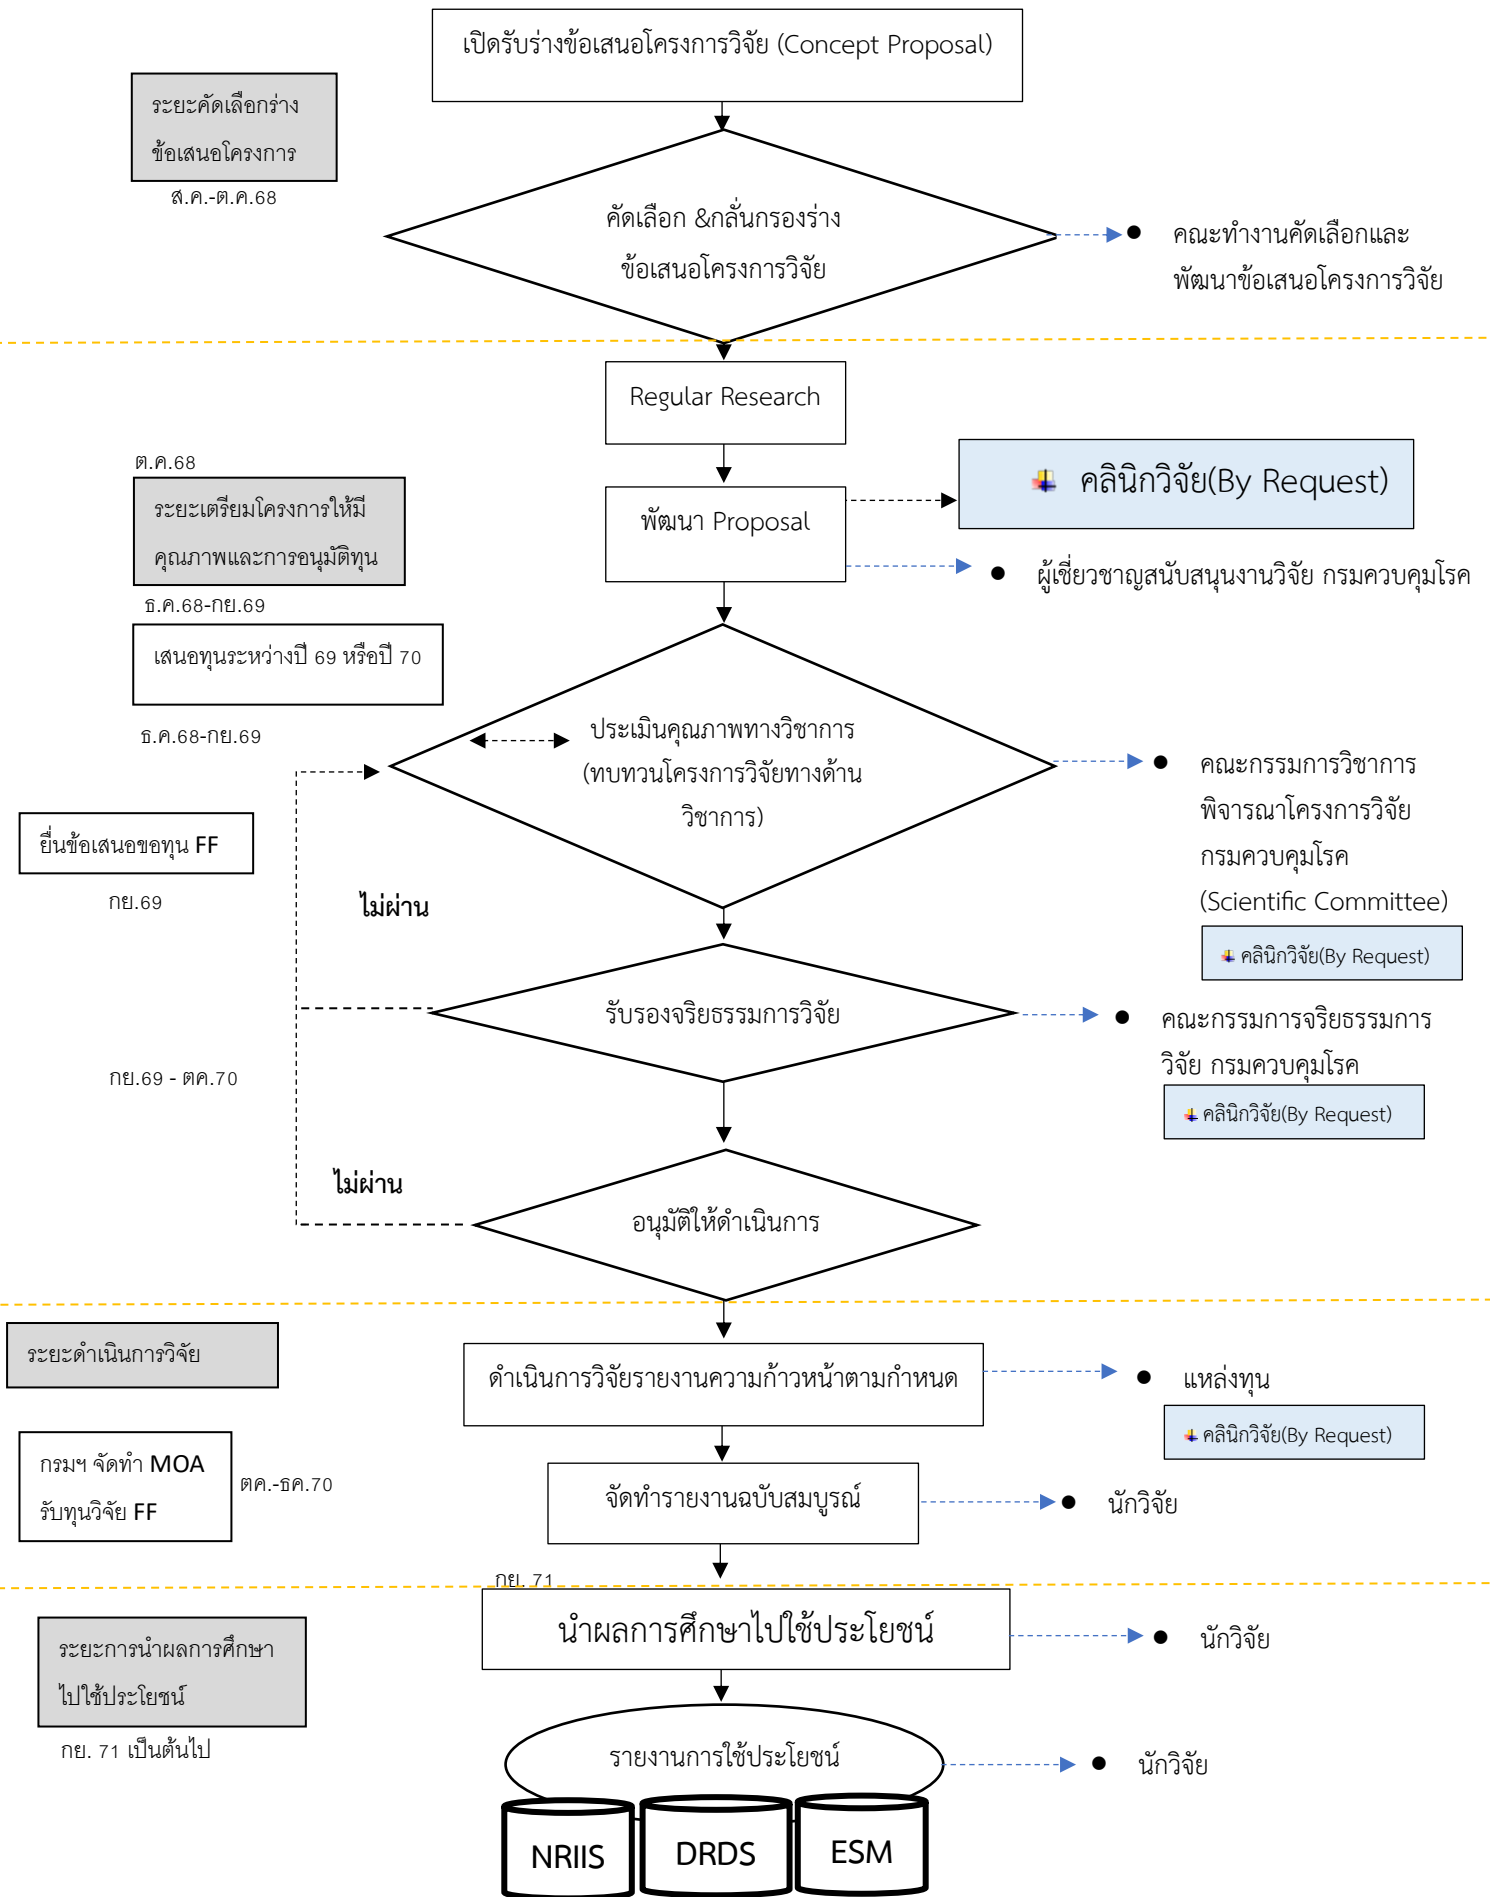 เปิดรับร่างข้อเสนอโครงการวิจัย (Concept Proposal)
ระยะคัดเลือกร่าง
ข้อเสนอโครงการ
ส.ค.-ต.ค.68
คัดเลือก &กลั่นกรองร่าง
ข้อเสนอโครงการวิจัย
คณะทำงานคัดเลือกและ
พัฒนาข้อเสนอโครงการวิจัย
Regular Research
ต.ค.68
ระยะเตรียมโครงการให้มี
คุณภาพและการอนุมัติทุน
ธ.ค.68-กย.69
พัฒนา Proposal
คลินิกวิจัย(By Request)
ผู้เชี่ยวชาญสนับสนุนงานวิจัย กรมควบคุมโรค
เสนอทุนระหว่างปี 69 หรือปี 70
ธ.ค.68-กย.69
ประเมินคุณภาพทางวิชาการ
(ทบทวนโครงการวิจัยทางด้าน
วิชาการ)
คณะกรรมการวิชาการ
พิจารณาโครงการวิจัย
กรมควบคุมโรค
(Scientific Committee)
คลินิกวิจัย(By Request)
ยื่นข้อเสนอขอทุน FF
กย.69
ไม่ผ่าน
รับรองจริยธรรมการวิจัย
คณะกรรมการจริยธรรมการ
วิจัย กรมควบคุมโรค
คลินิกวิจัย(By Request)
กย.69 - ตค.70
ไม่ผ่าน
อนุมัติให้ดำเนินการ
ระยะดำเนินการวิจัย
ดำเนินการวิจัยรายงานความก้าวหน้าตามกำหนด
แหล่งทุน
คลินิกวิจัย(By Request)
กรมฯ จัดทำ MOA
รับทุนวิจัย FF
ตค.-ธค.70
จัดทำรายงานฉบับสมบูรณ์
นักวิจัย
กย. 71
นำผลการศึกษาไปใช้ประโยชน์
นักวิจัย
ระยะการนำผลการศึกษา
ไปใช้ประโยชน์
กย. 71 เป็นต้นไป
รายงานการใช้ประโยชน์
นักวิจัย
NRIIS
DRDS
ESM